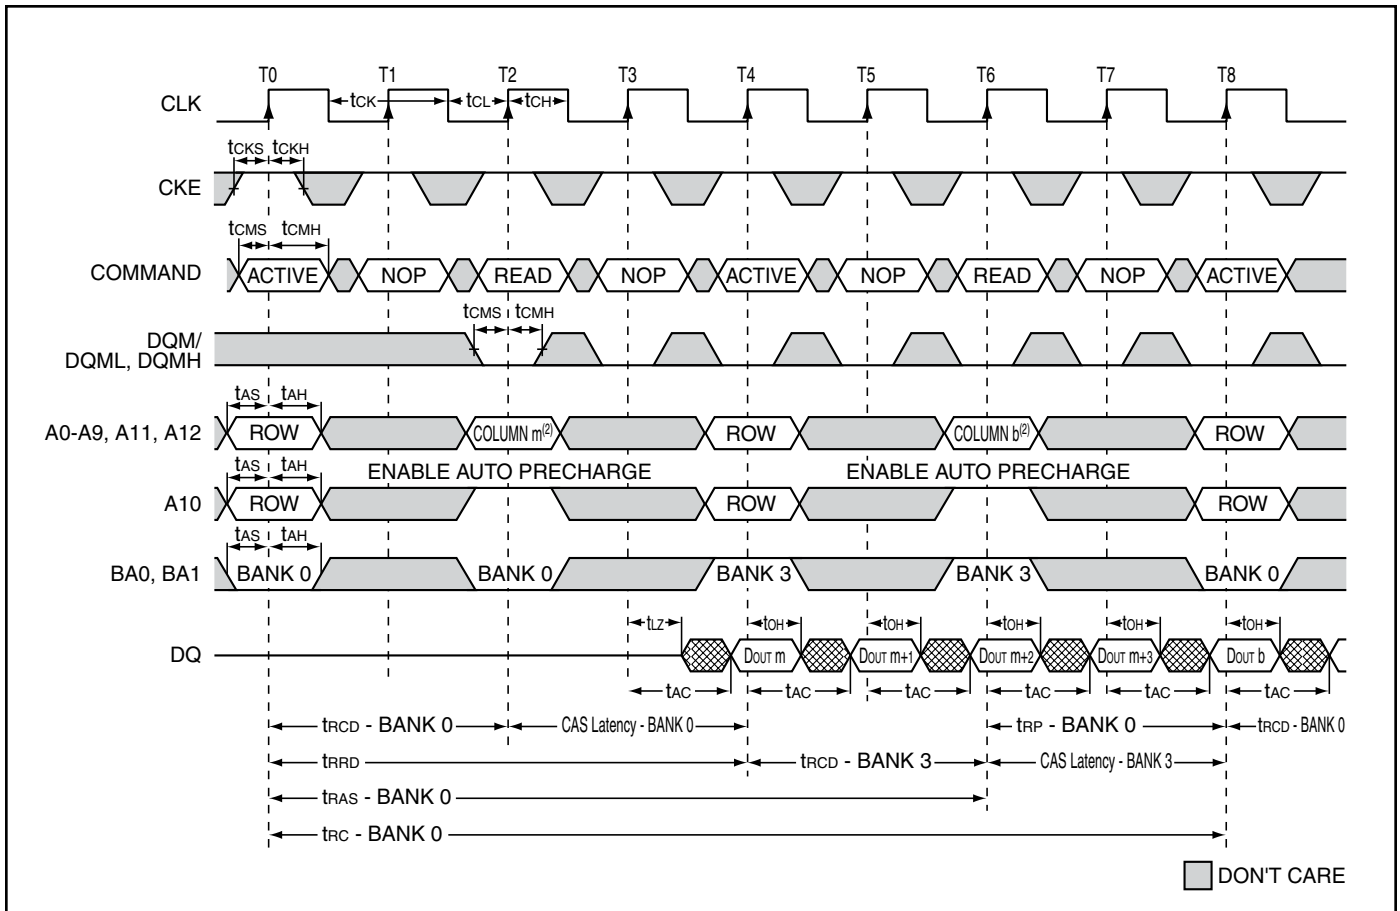 T0 T1 T2 T3 T4 T5 T6 T7 T8
CLK tCK tCL tCH
tCKS tCKH
CKE
tCMS tCMH
COMMAND ACTIVE NOP READ NOP ACTIVE NOP READ NOP ACTIVE
tCMS tCMH
DQM/
DQML, DQMH
tAS tAH
A0-A9, A11, A12 ROW COLUMN m(2) ROW COLUMN b(2) ROW
tAS tAH ENABLE AUTO PRECHARGE ENABLE AUTO PRECHARGE
A10 ROW ROW ROW
tAS tAH
BA0, BA1 BANK 0 BANK 0 BANK 3 BANK 3 BANK 0
tLZ tOH tOH tOH tOH tOH
DQ DOUT m DOUT m+1 DOUT m+2 DOUT m+3 DOUT b
tAC tAC tAC tAC tAC tAC
tRCD - BANK 0 CAS Latency - BANK 0 tRP - BANK 0 tRCD - BANK 0
tRRD tRCD - BANK 3 CAS Latency - BANK 3
tRAS - BANK 0
tRC - BANK 0
DON'T CARE